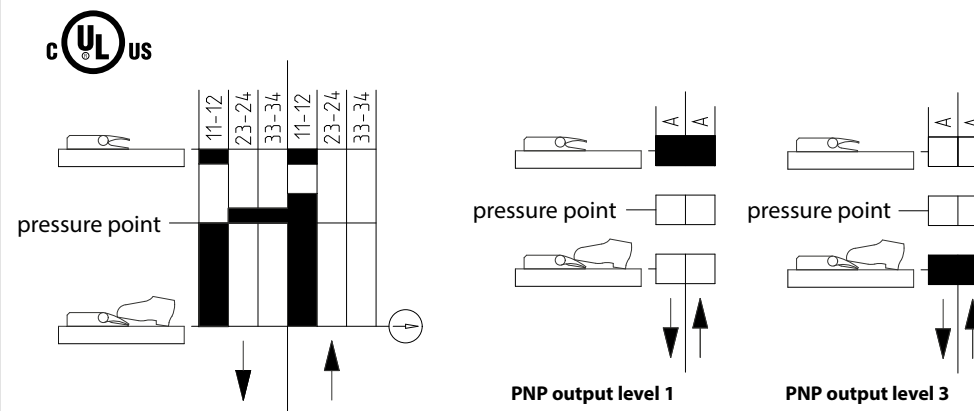 c UL ® US
11-12
23-24
33-34
11-12
23-24
33-34
pressure point
A A
pressure point
PNP output level 1
A A
pressure point
PNP output level 3